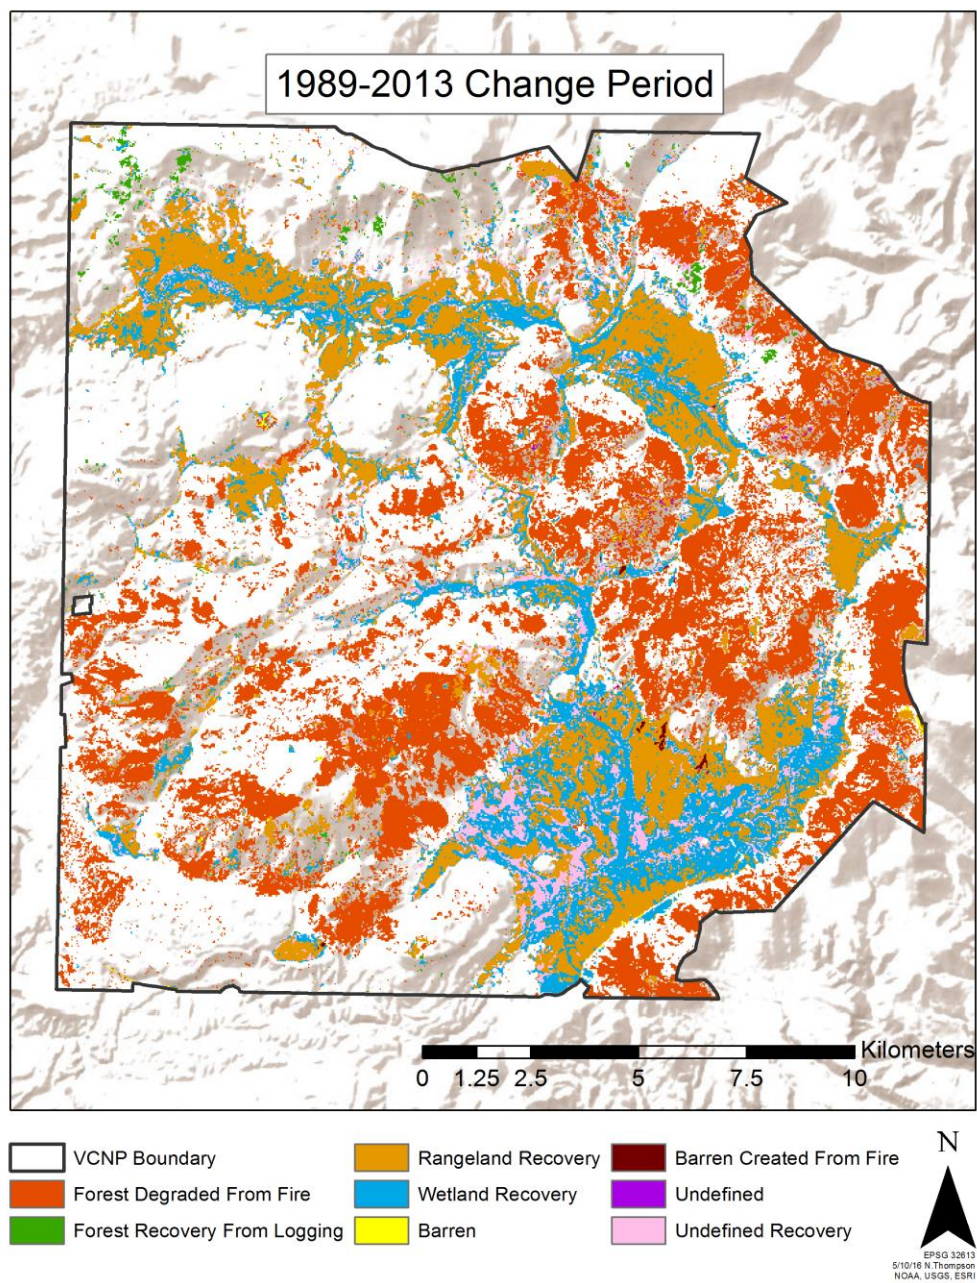 1989-2013 Change Period
Kilometers
0 1.25 2.5 5 7.5 10
VCNP Boundary
Forest Degraded From Fire
Forest Recovery From Logging
Rangeland Recovery
Wetland Recovery
Barren
Barren Created From Fire
Undefined
Undefined Recovery
N
EPSG 32613
5/10/16 N.Thompson
NOAA, USGS, ESRI